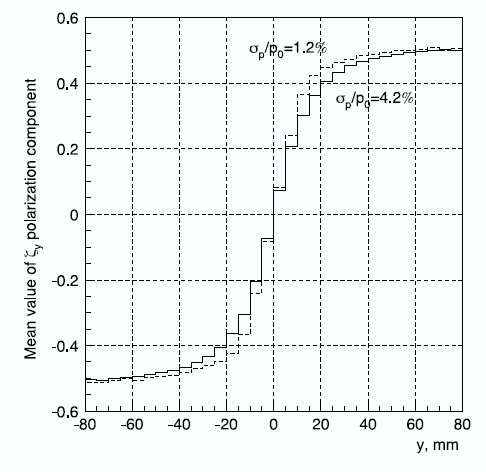 0.6
σp/p0=1.2%
0.4
σp/p0=4.2%
0.2
0
-0.2
-0.4
-0.6
Mean value of ζy polarization component
-80 -60 -40 -20 0 20 40 60 80
y, mm